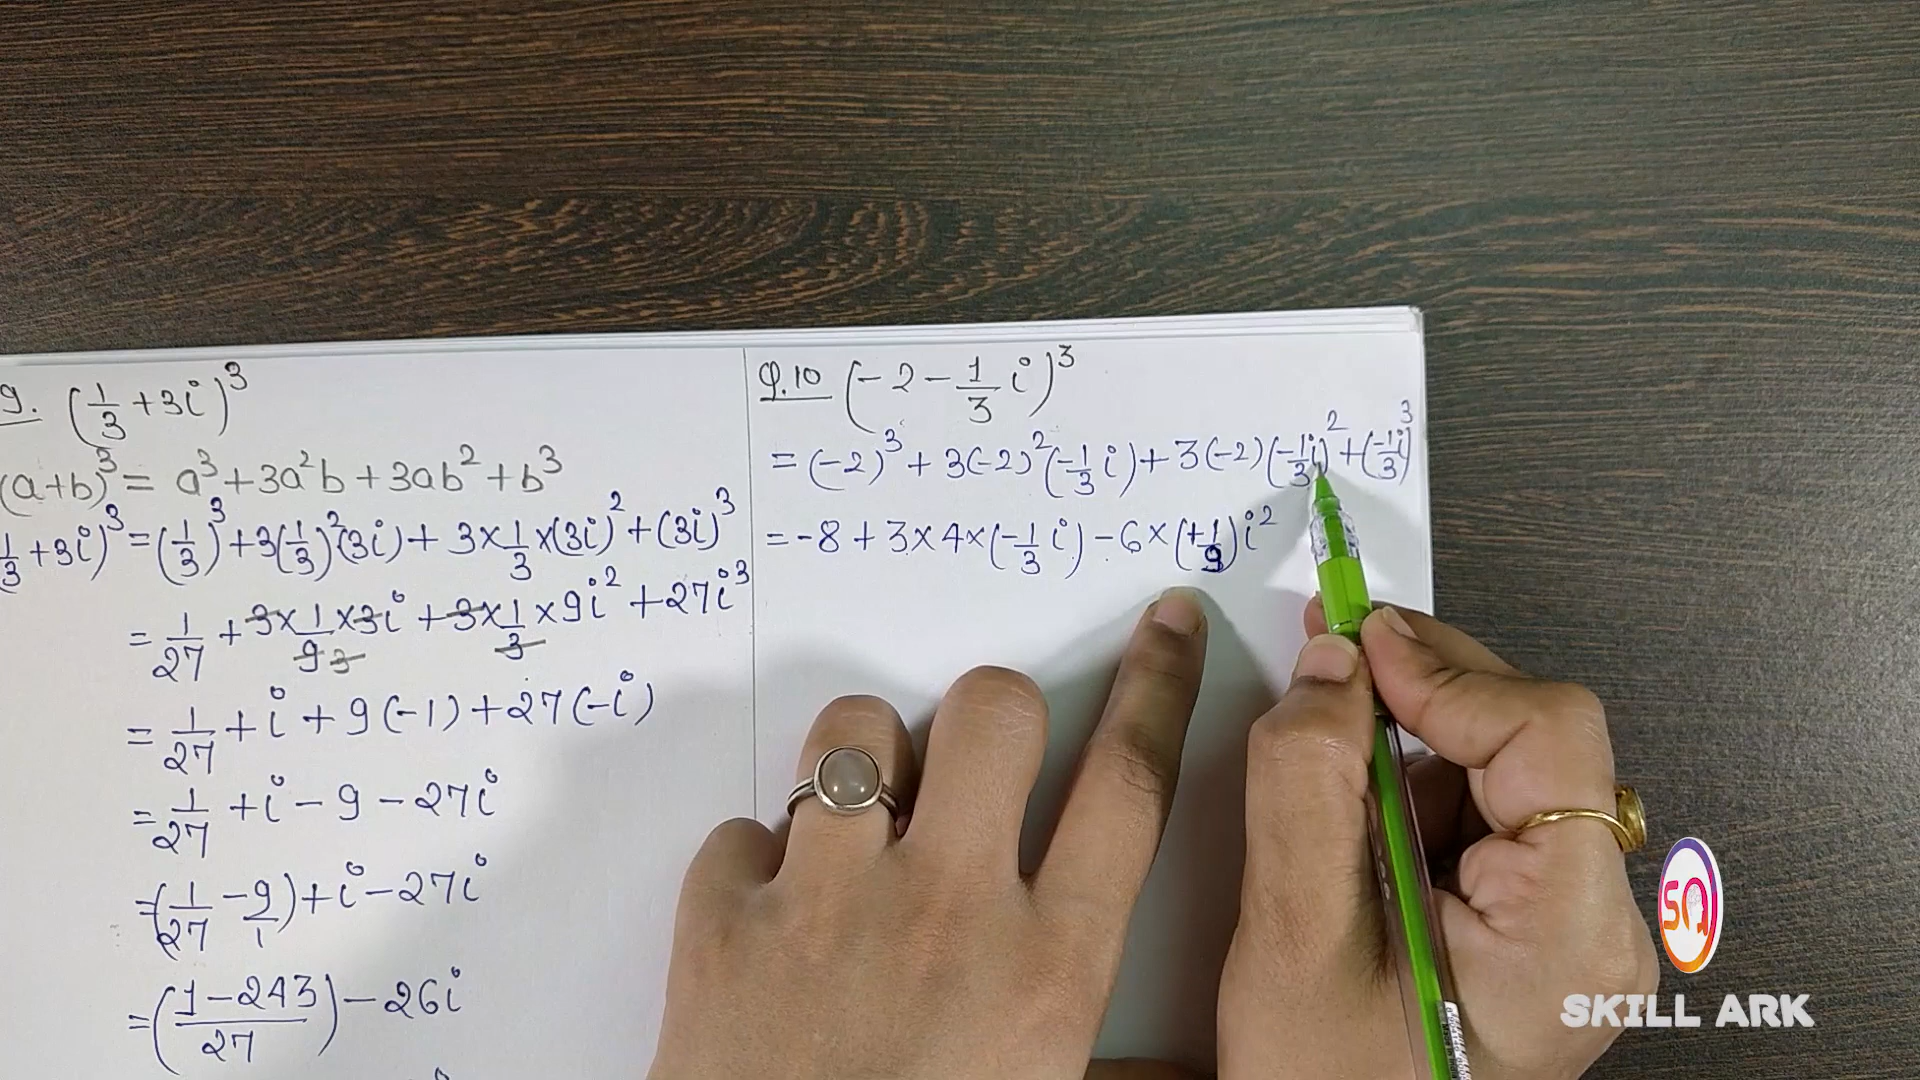 9. (1/3 + 3i)³
(a+b)³ = a³ + 3a²b + 3ab² + b³
(1/3 + 3i)³ = (1/3)³ + 3(1/3)²(3i) + 3×1/3×(3i)² + (3i)³
= 1/27 + 3×1/9 3×3i + 3×1/3×9i² + 27i³
= 1/27 + i + 9(-1) + 27(-i)
= 1/27 + i - 9 - 27i
= (1/27 - 9/1) + i - 27i
= (1-243/27) - 26i
Q.10 (-2 - 1/3 i)³
= (-2)³ + 3(-2)²(-1/3 i) + 3(-2)(-1/3 i)² + (-1/3 i)³
= -8 + 3×4×(-1/3 i) - 6×(+1/9)i²
SKILL ARK